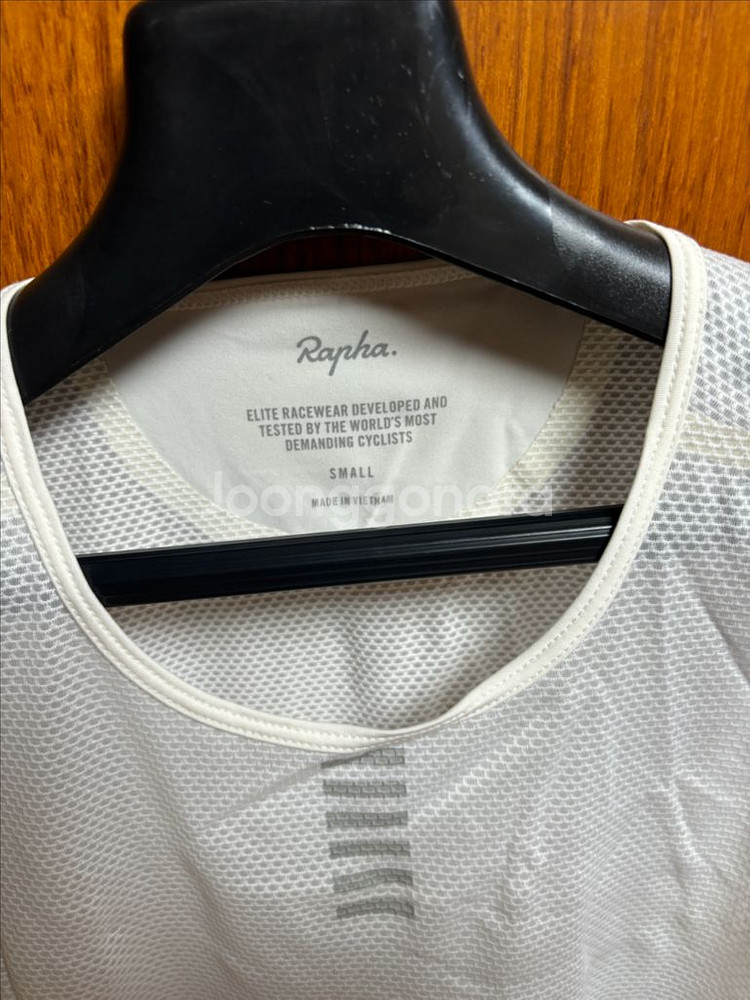 Rapha.
ELITE RACEWEAR DEVELOPED AND
TESTED BY THE WORLD'S MOST
DEMANDING CYCLISTS
SMALL
MADE IN VIETNAM